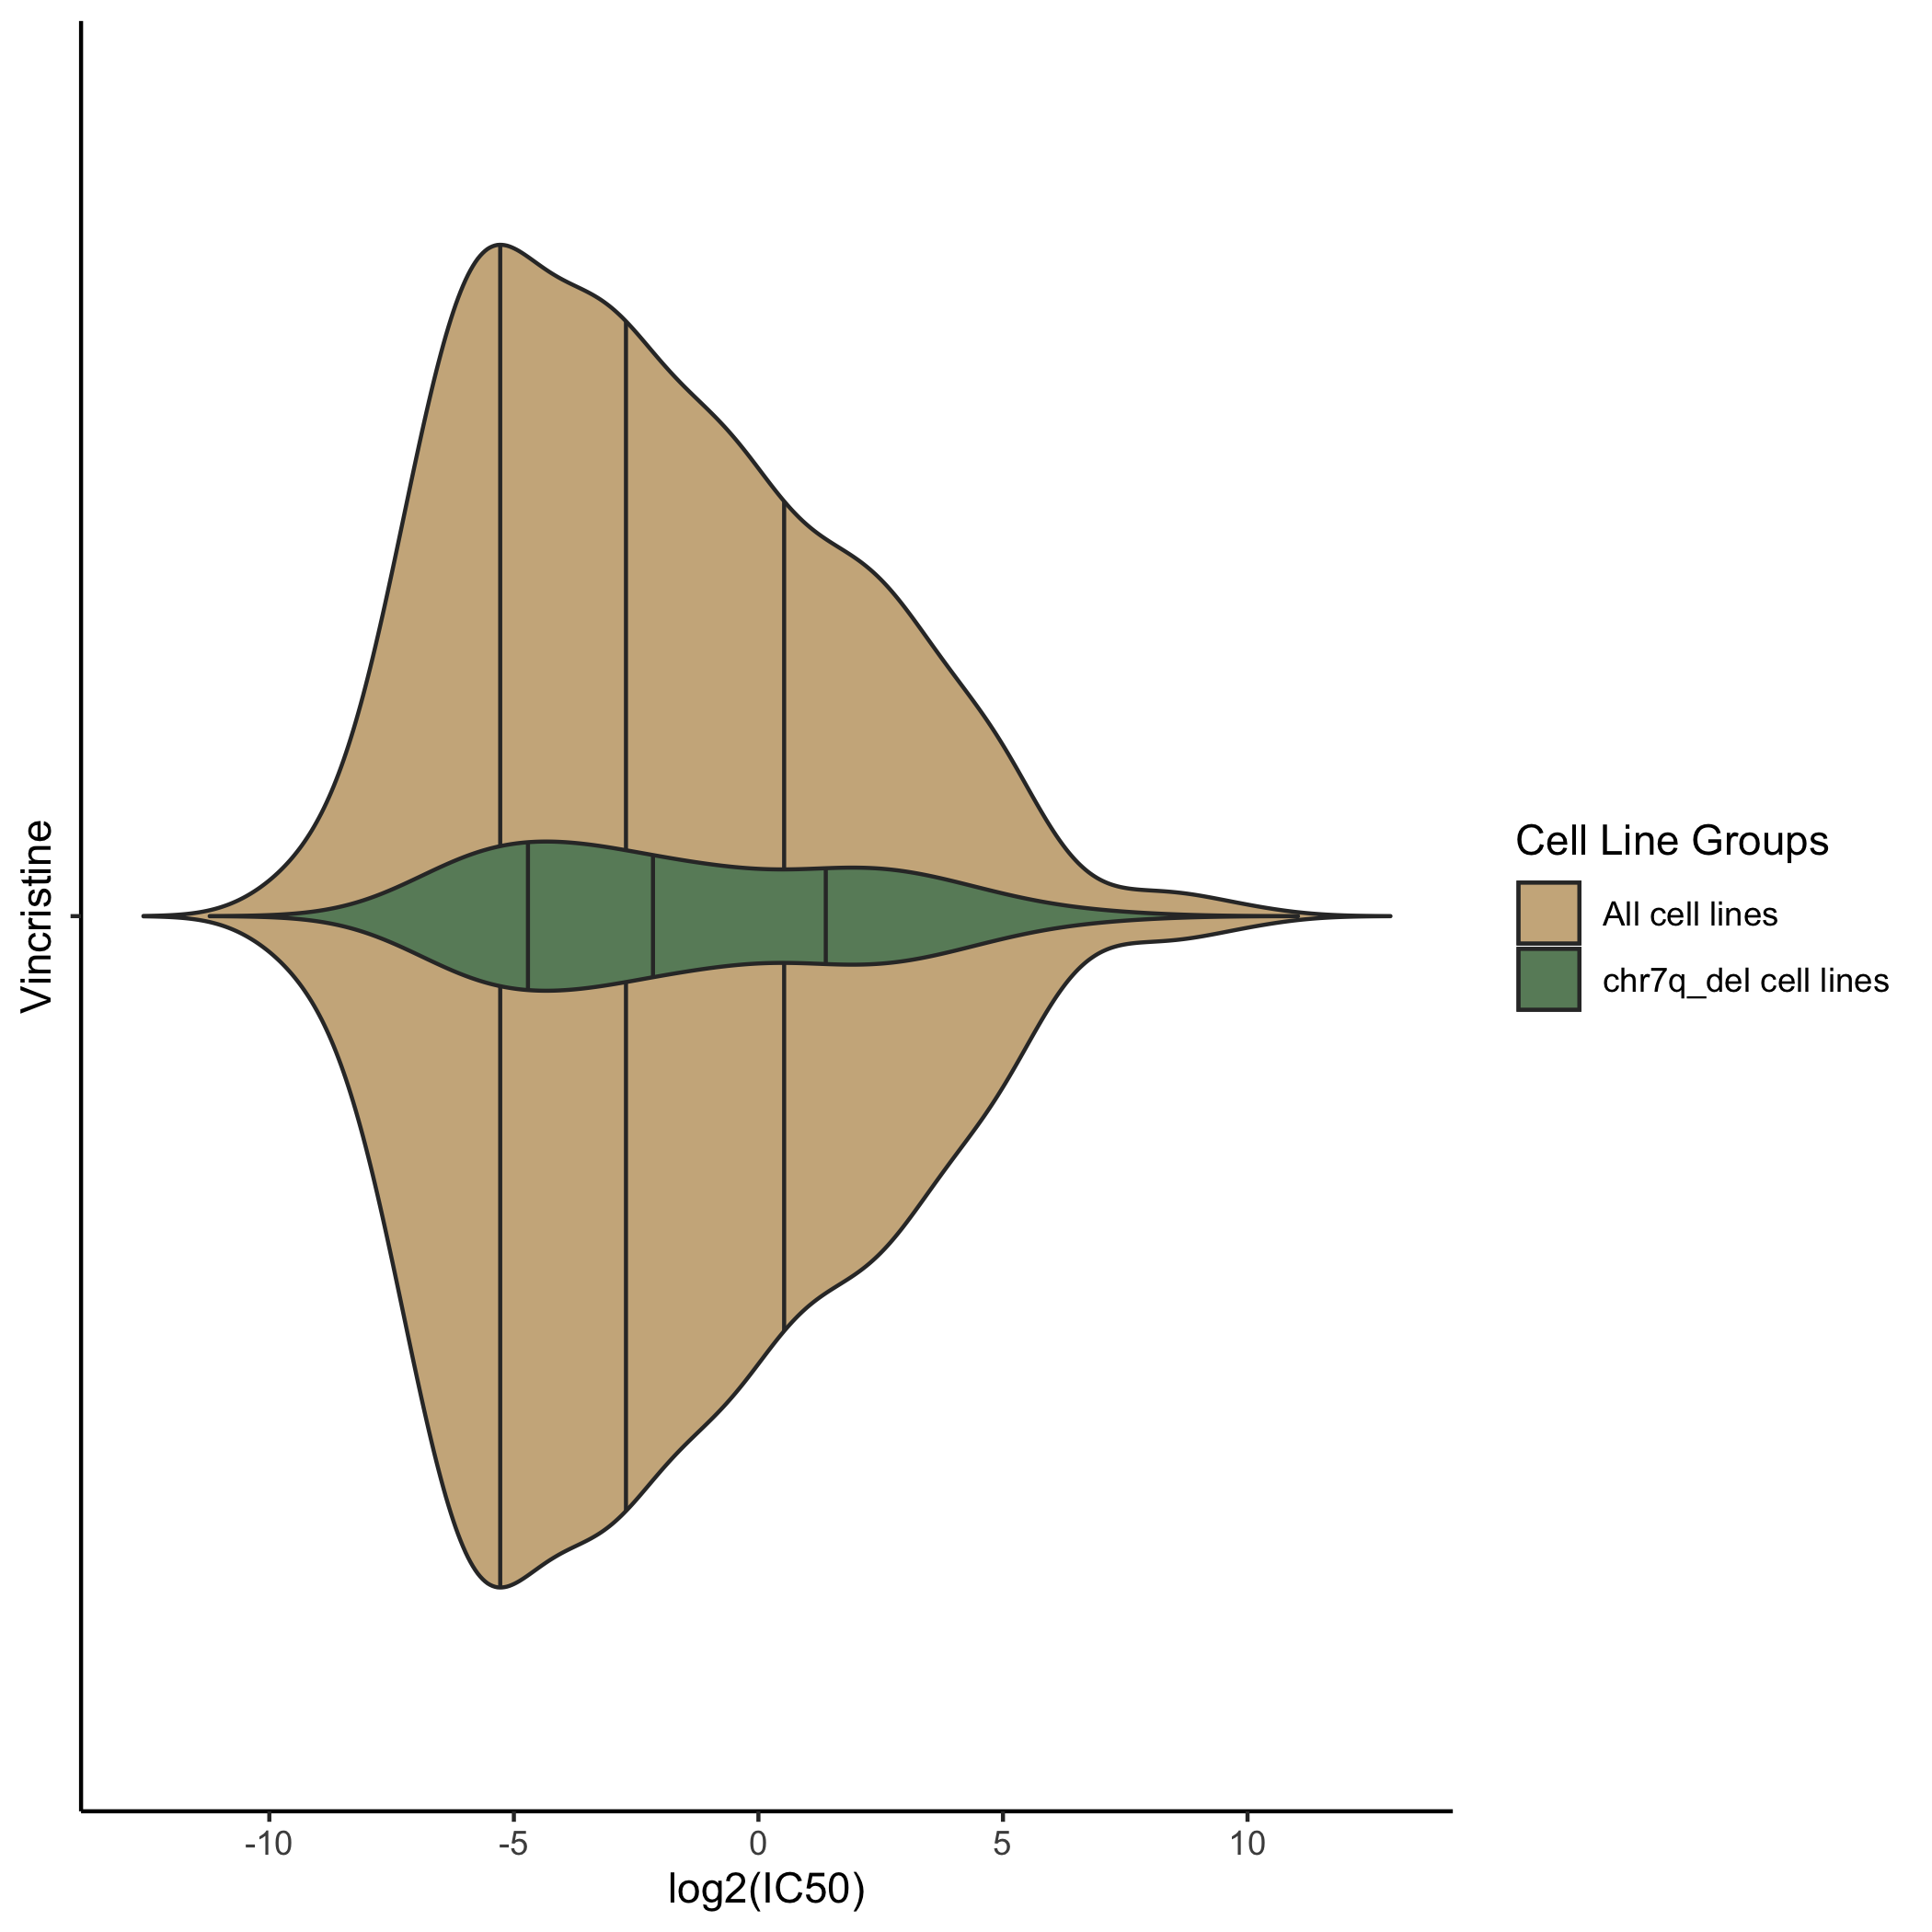 Vincristine
-10
-5
0
5
10
log2(IC50)
Cell Line Groups
All cell lines
chr7q_del cell lines